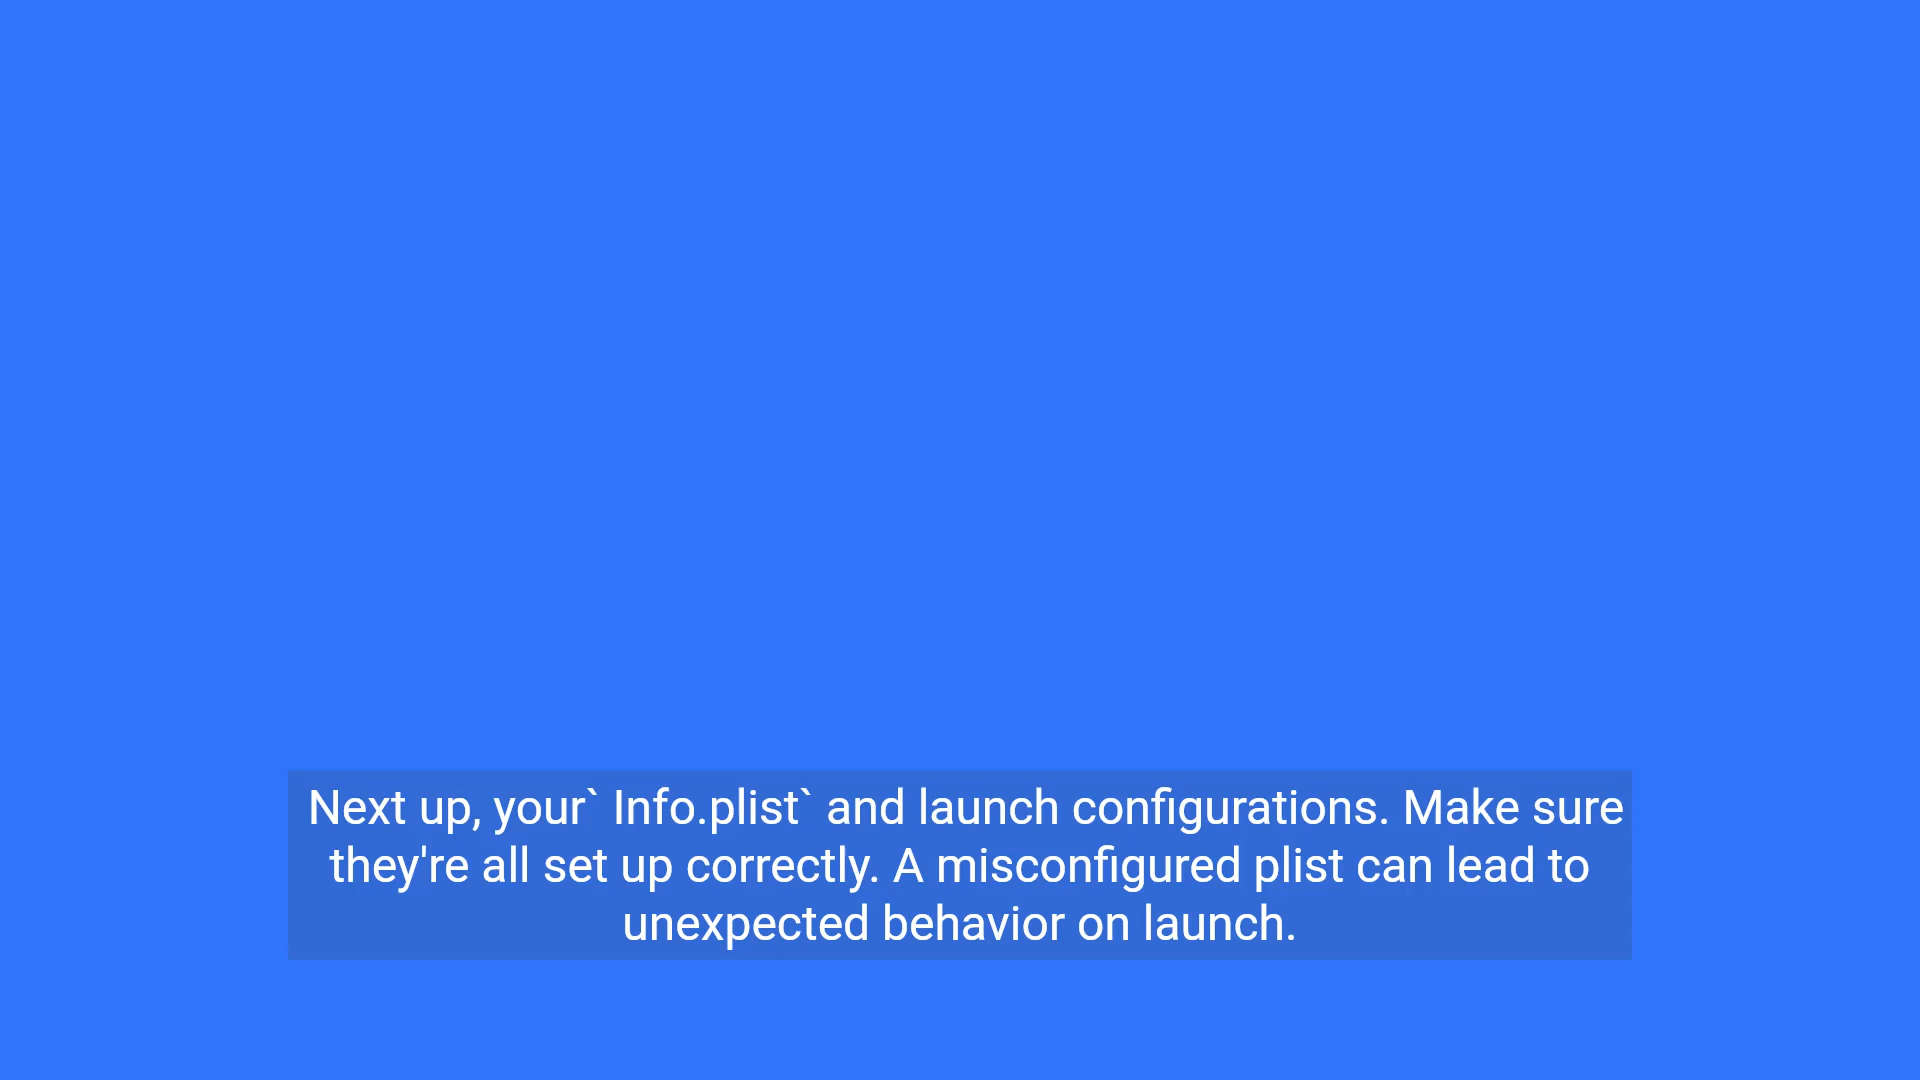 Next up, your` Info.plist` and launch configurations. Make sure
they're all set up correctly. A misconfigured plist can lead to
unexpected behavior on launch.